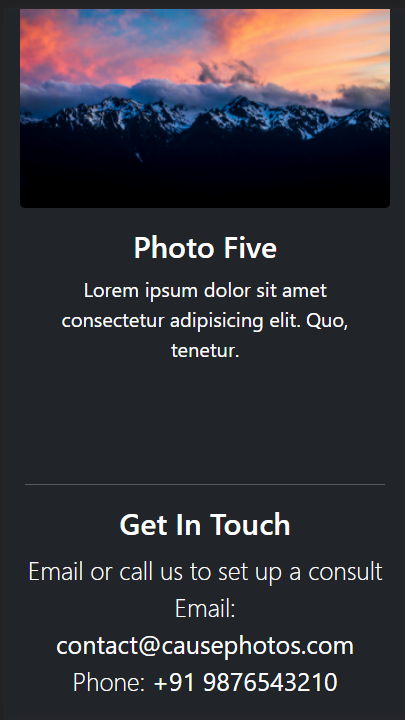 Photo Five
Lorem ipsum dolor sit amet
consectetur adipisicing elit. Quo,
tenetur.
Get In Touch
Email or call us to set up a consult
Email:
contact@causephotos.com
Phone: +91 9876543210